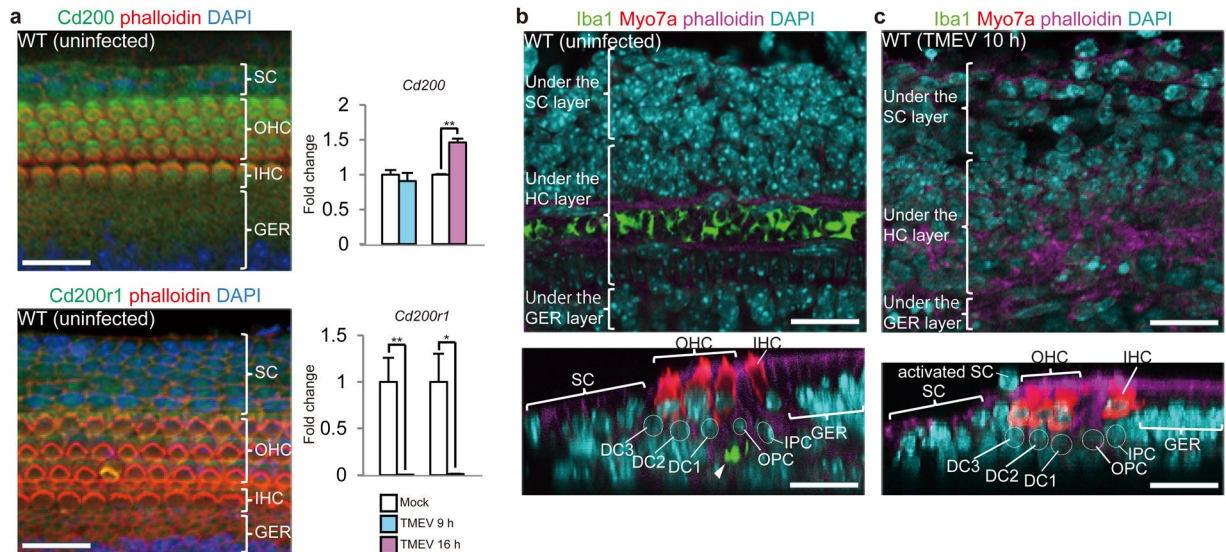 a
Cd200 phalloidin DAPI
WT (uninfected)
SC
OHC
IHC
GER
Cd200
Fold change
2
1.5
1
0.5
0
**
Cd200r1 phalloidin DAPI
WT (uninfected)
SC
OHC
IHC
GER
Cd200r1
Fold change
1.5
1
0.5
0
**
*
Mock
TMEV 9 h
TMEV 16 h
b
Iba1 Myo7a phalloidin DAPI
WT (uninfected)
Under the
SC layer
Under the
HC layer
Under the
GER layer
OHC
IHC
SC
GER
DC3
DC2
DC1
OPC
IPC
c
Iba1 Myo7a phalloidin DAPI
WT (TMEV 10 h)
Under the
SC layer
Under the
HC layer
Under the
GER layer
activated SC
OHC
IHC
SC
GER
DC3
DC2
DC1
OPC
IPC